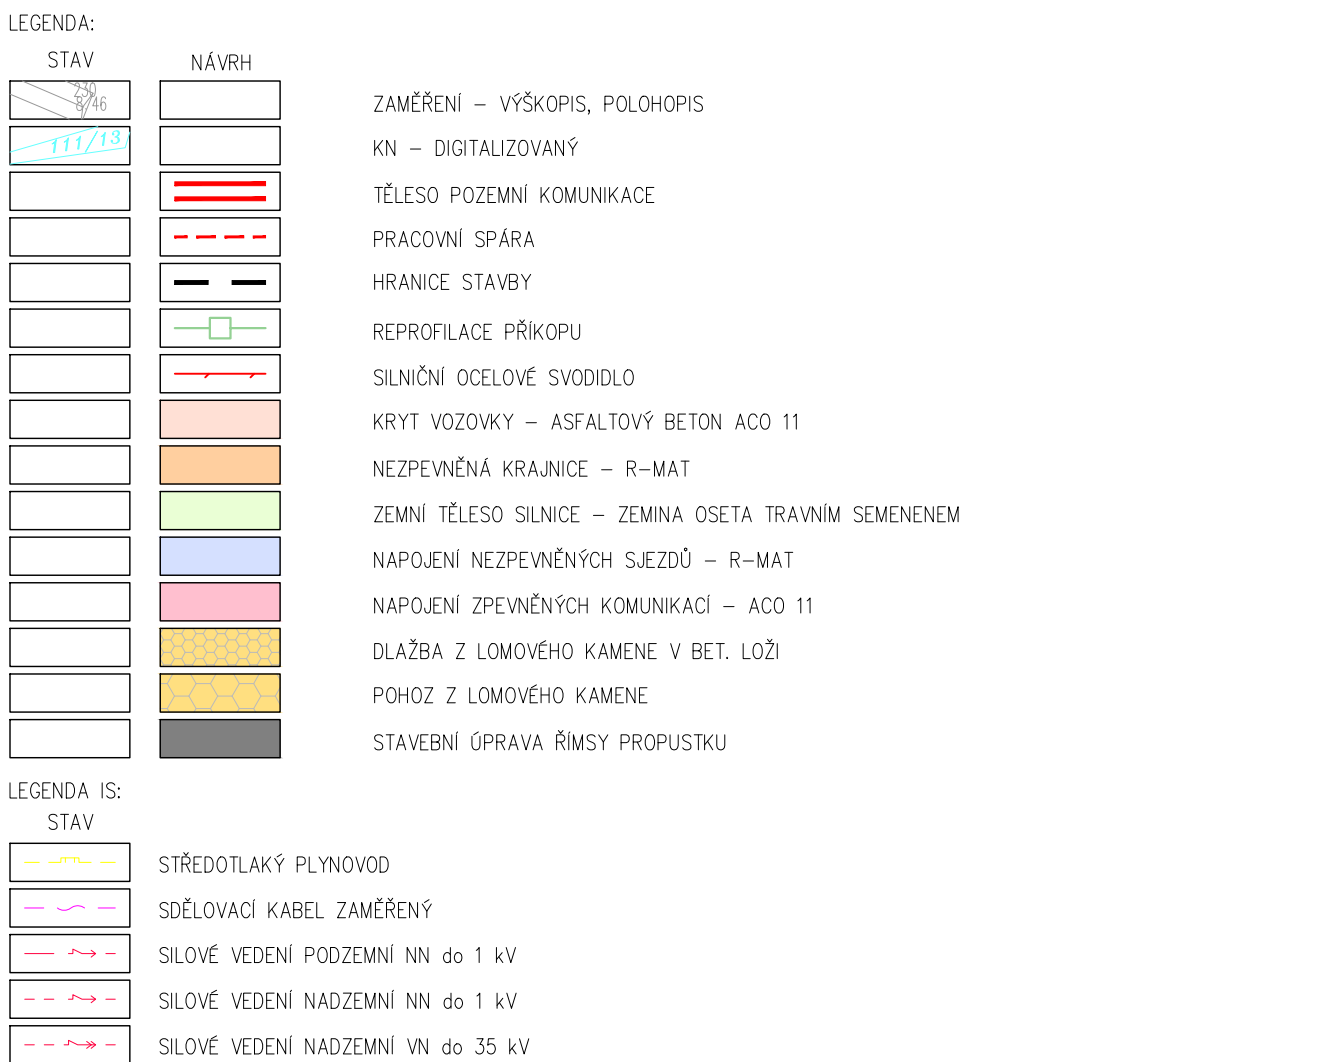 LEGENDA:
STAV NÁVRH
230
8/46 ZAMĚŘENÍ – VÝŠKOPIS, POLOHOPIS
111/13 KN – DIGITALIZOVANÝ
TĚLESO POZEMNÍ KOMUNIKACE
PRACOVNÍ SPÁRA
HRANICE STAVBY
REPROFILACE PŘÍKOPU
SILNIČNÍ OCELOVÉ SVODIDLO
KRYT VOZOVKY – ASFALTOVÝ BETON ACO 11
NEZPEVNĚNÁ KRAJNICE – R–MAT
ZEMNÍ TĚLESO SILNICE – ZEMINA OSETA TRAVNÍM SEMENENEM
NAPOJENÍ NEZPEVNĚNÝCH SJEZDŮ – R–MAT
NAPOJENÍ ZPEVNĚNÝCH KOMUNIKACÍ – ACO 11
DLAŽBA Z LOMOVÉHO KAMENE V BET. LOŽI
POHOZ Z LOMOVÉHO KAMENE
STAVEBNÍ ÚPRAVA ŘÍMSY PROPUSTKU
LEGENDA IS:
STAV
STŘEDOTLAKÝ PLYNOVOD
SDĚLOVACÍ KABEL ZAMĚŘENÝ
SILOVÉ VEDENÍ PODZEMNÍ NN do 1 kV
SILOVÉ VEDENÍ NADZEMNÍ NN do 1 kV
SILOVÉ VEDENÍ NADZEMNÍ VN do 35 kV